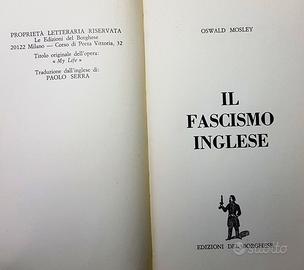 PROPRIETÀ LETTERARIA RISERVATA
Le Edizioni del Borghese
20122 Milano — Corso di Porta Vittoria, 32
Titolo originale dell'opera:
« My Life »
Traduzione dall'inglese di
PAOLO SERRA
OSWALD MOSLEY
IL
FASCISMO
INGLESE
EDIZIONI DEL BORGHESE
subito